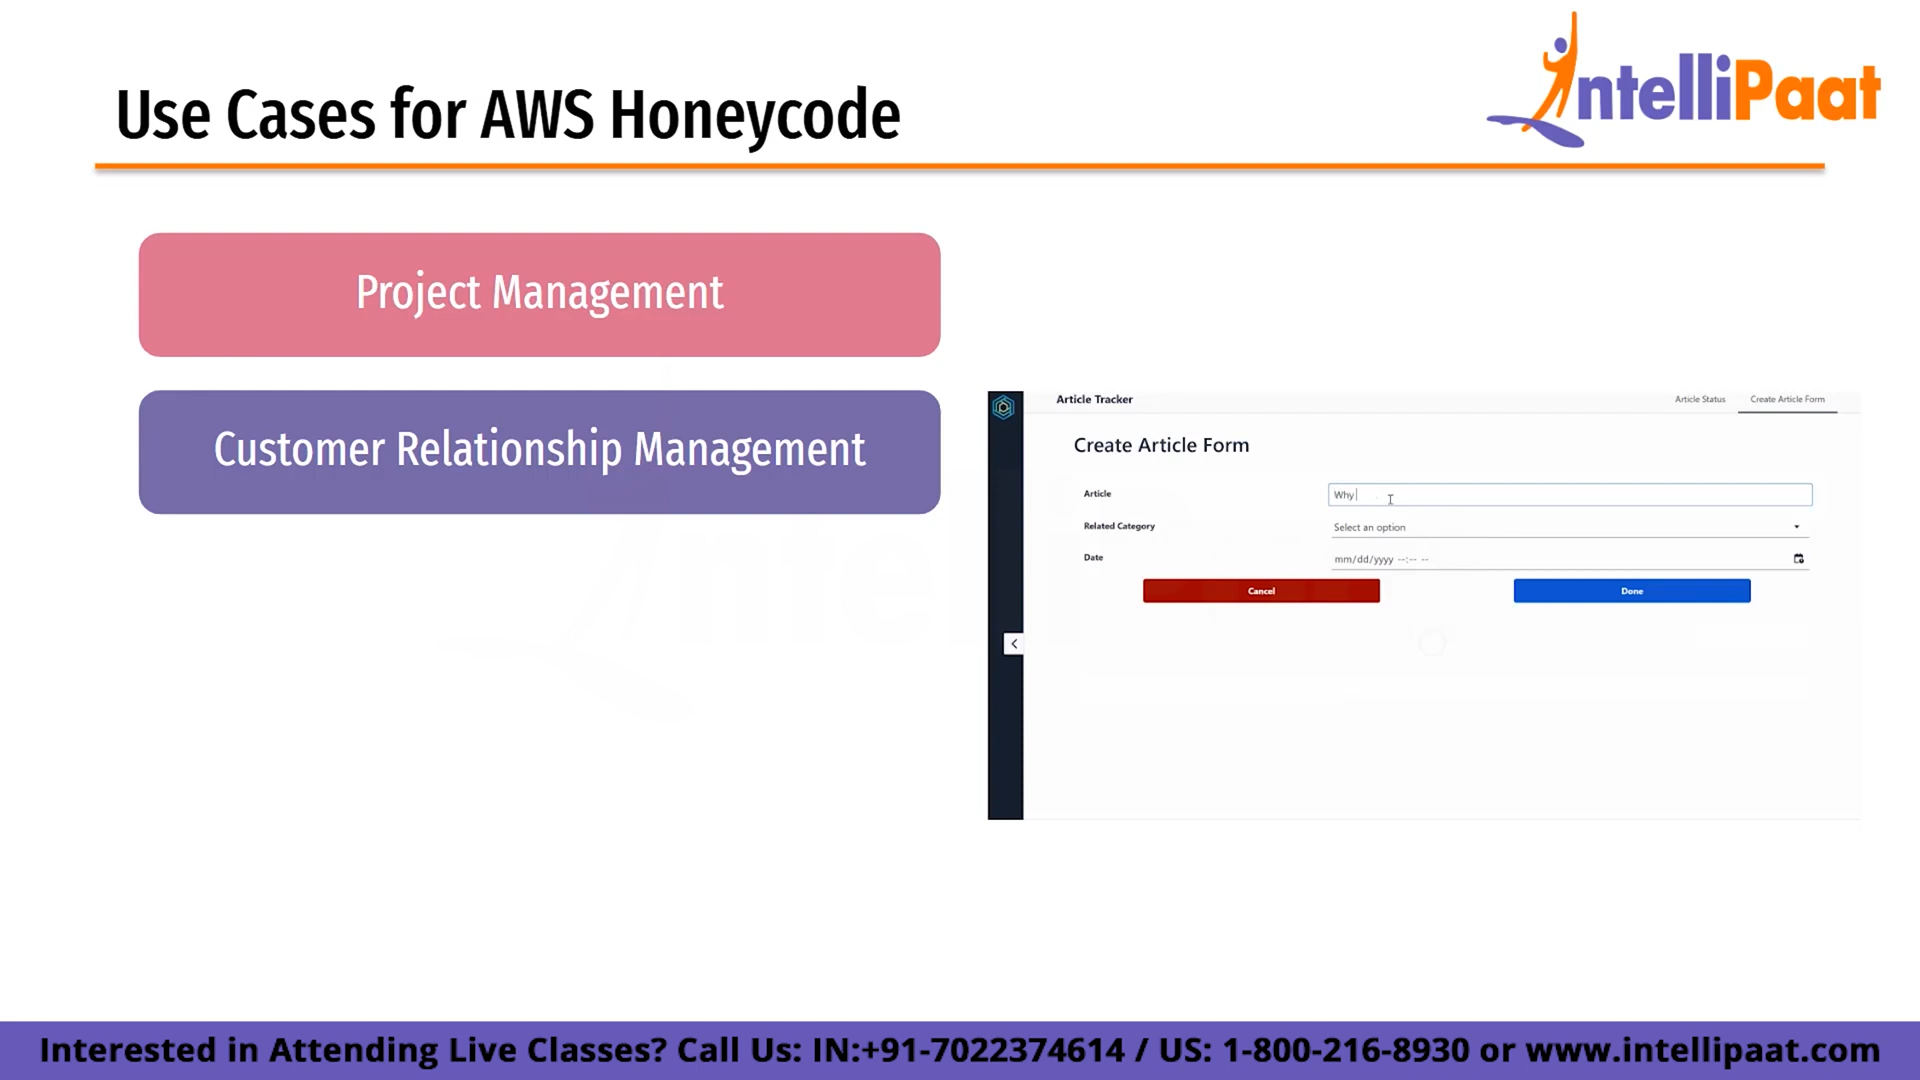 Use Cases for AWS Honeycode
IntelliPaat
Project Management
Customer Relationship Management
Article Tracker
Article Status
Create Article Form
Create Article Form
Article
Why
Related Category
Select an option
Date
mm/dd/yyyy --:-- --
Cancel
Done
Interested in Attending Live Classes? Call Us: IN:+91-7022374614 / US: 1-800-216-8930 or www.intellipaat.com